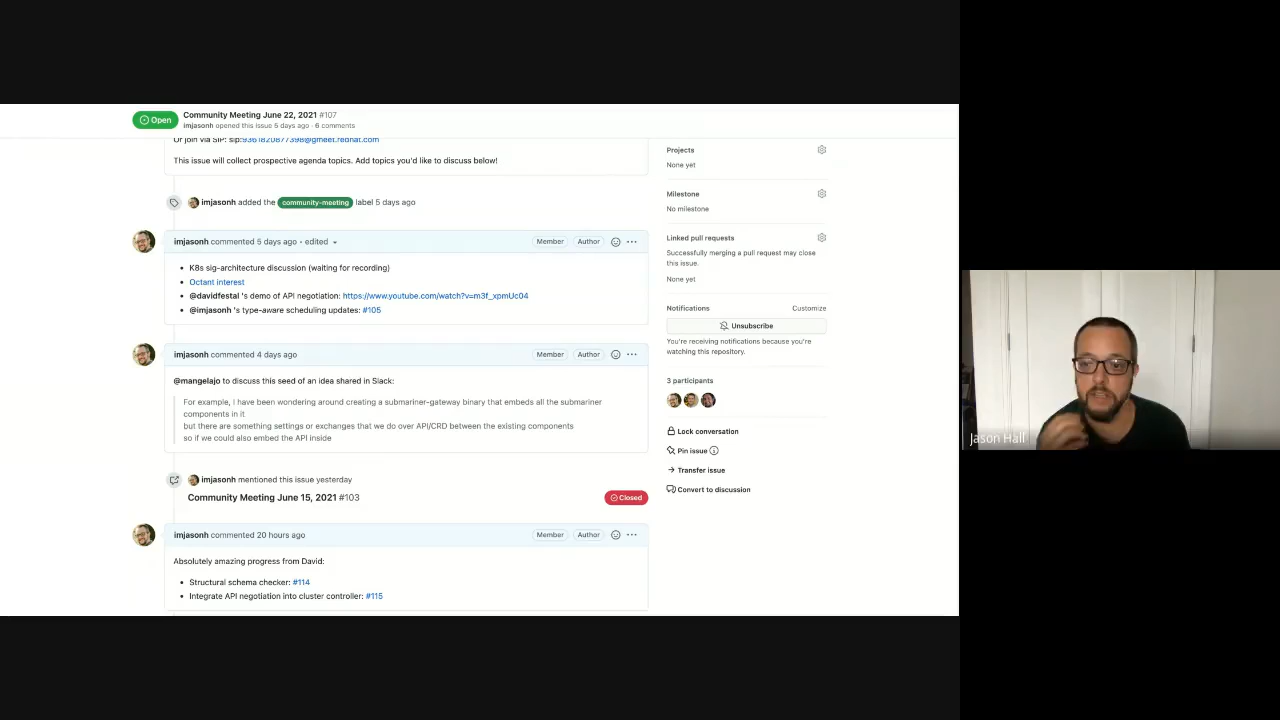 Open
Community Meeting June 22, 2021 #107
imjasonh opened this issue 5 days ago · 6 comments
Or join via SIP: sip:9361820877398@gmeet.redhat.com
This issue will collect prospective agenda topics. Add topics you'd like to discuss below!
imjasonh added the community-meeting label 5 days ago
imjasonh commented 5 days ago · edited
Member Author
K8s sig-architecture discussion (waiting for recording)
Octant interest
@davidfestal 's demo of API negotiation: https://www.youtube.com/watch?v=m3f_xpmUc04
@imjasonh 's type-aware scheduling updates: #105
imjasonh commented 4 days ago
Member Author
@mangelajo to discuss this seed of an idea shared in Slack:
For example, I have been wondering around creating a submariner-gateway binary that embeds all the submariner
components in it
but there are something settings or exchanges that we do over API/CRD between the existing components
so if we could also embed the API inside
imjasonh mentioned this issue yesterday
Community Meeting June 15, 2021 #103
Closed
imjasonh commented 20 hours ago
Member Author
Absolutely amazing progress from David:
Structural schema checker: #114
Integrate API negotiation into cluster controller: #115
Projects
None yet
Milestone
No milestone
Linked pull requests
Successfully merging a pull request may close
this issue.
None yet
Notifications
Customize
Unsubscribe
You're receiving notifications because you're
watching this repository.
3 participants
Lock conversation
Pin issue
Transfer issue
Convert to discussion
Jason Hall